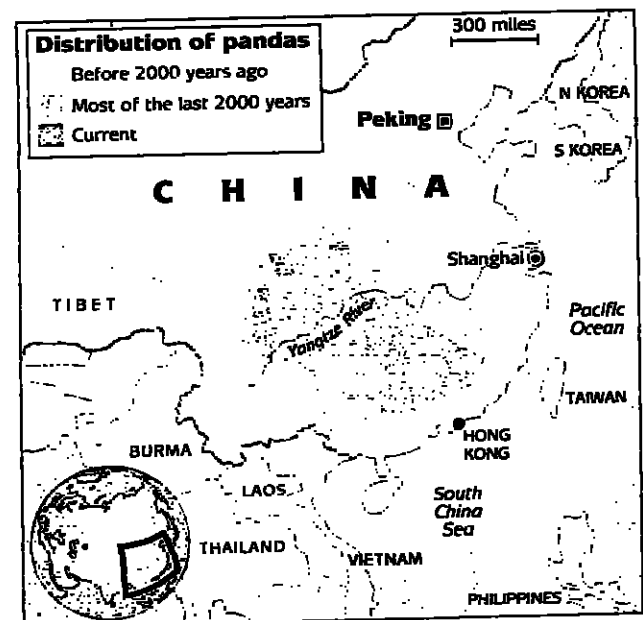 Distribution of pandas
Before 2000 years ago
Most of the last 2000 years
Current
300 miles
N KOREA
Peking
S KOREA
CHINA
Shanghai
TIBET
Yangtze River
Pacific
Ocean
TAIWAN
BURMA
HONG
KONG
LAOS
South
China
Sea
THAILAND
VIETNAM
PHILIPPINES